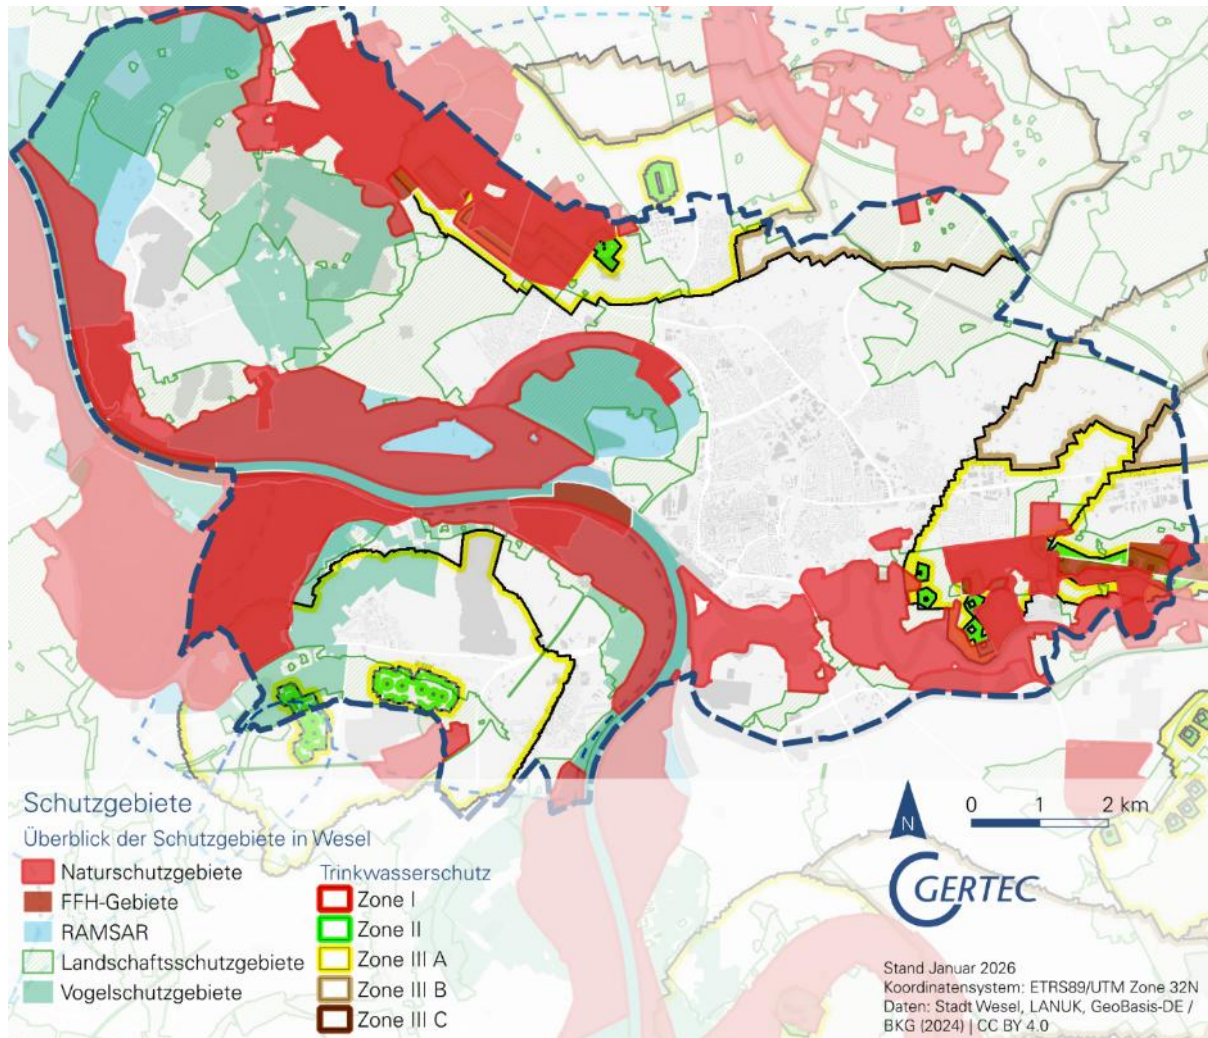 Schutzgebiete
Überblick der Schutzgebiete in Wesel
Naturschutzgebiete
FFH-Gebiete
RAMSAR
Landschaftsschutzgebiete
Vogelschutzgebiete
Trinkwasserschutz
Zone I
Zone II
Zone III A
Zone III B
Zone III C
N
0 1 2 km
GERTEC
Stand Januar 2026
Koordinatensystem: ETRS89/UTM Zone 32N
Daten: Stadt Wesel, LANUK, GeoBasis-DE /
BKG (2024) | CC BY 4.0